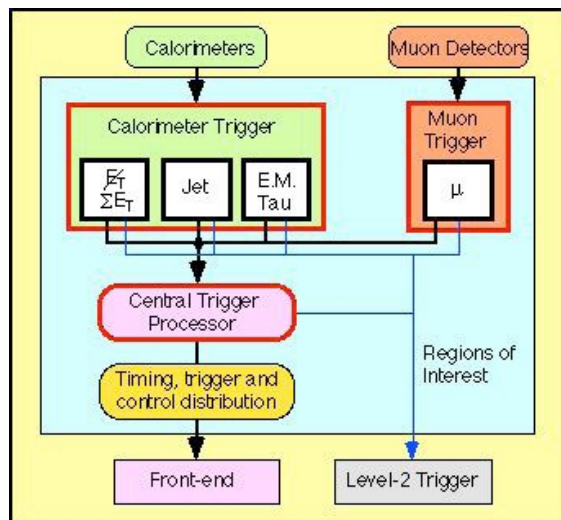 Calorimeters
Muon Detectors
Calorimeter Trigger
Muon
Trigger
E̸T
ΣET
Jet
E.M.
Tau
μ
Central Trigger
Processor
Regions of
Interest
Timing, trigger and
control distribution
Front-end
Level-2 Trigger